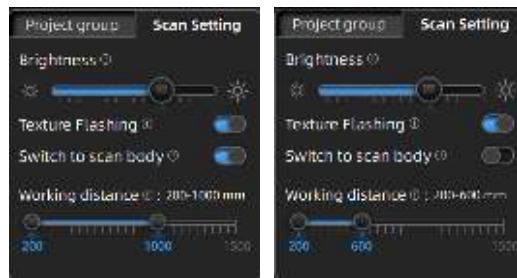 Project group Scan Setting
Brightness
Texture Flashing
Switch to scan body
Working distance : 200-1000 mm
200 1000 1500
Project group Scan Setting
Brightness
Texture Flashing
Switch to scan body
Working distance : 200-600 mm
200 600 1500